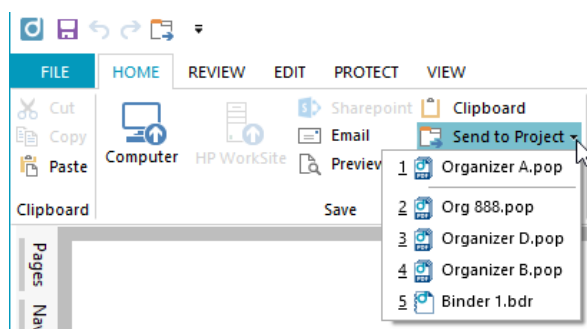 FILE HOME REVIEW EDIT PROTECT VIEW
Cut
Copy
Paste
Clipboard
Computer
HP WorkSite
Sharepoint
Email
Preview
Save
Clipboard
Send to Project
1 Organizer A.pop
2 Org 888.pop
3 Organizer D.pop
4 Organizer B.pop
5 Binder 1.bdr
Pages
Nav